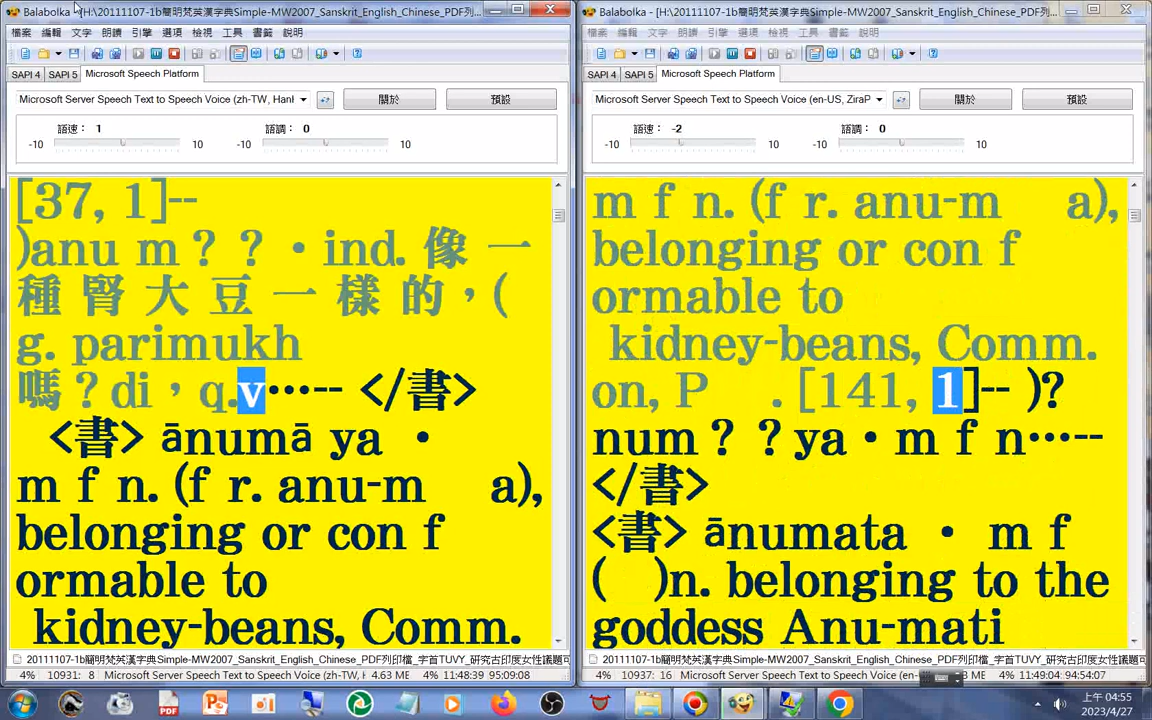 Balabolka - [H:\20111107-1b簡明梵英漢字典Simple-MW2007_Sanskrit_English_Chinese_PDF列...
檔案 編輯 文字 朗讀 引擎 選項 檢視 工具 書籤 說明
SAPI 4 SAPI 5 Microsoft Speech Platform
Microsoft Server Speech Text to Speech Voice (zh-TW, HanI
關於 預設
語速： 1 語調： 0
-10 10 -10 10
[37, 1]--
)anu m？？・ind. 像 一
種 腎 大 豆 一 樣 的，(
g. parimukh
嗎？di，q.v…-- </書>
<書> ānumā ya ・
m f n. (f r. anu-m a),
belonging or con f
ormable to
kidney-beans, Comm.
20111107-1b簡明梵英漢字典Simple-MW2007_Sanskrit_English_Chinese_PDF列印檔_字首TUVY_研究古印度女性議題可
4% 10931: 8 Microsoft Server Speech Text to Speech Voice (zh-TW, H 4.63 ME 4% 11:48:39 95:09:08
Balabolka - [H:\20111107-1b簡明梵英漢字典Simple-MW2007_Sanskrit_English_Chinese_PDF列印...
檔案 編輯 文字 朗讀 引擎 選項 檢視 工具 書籤 說明
SAPI 4 SAPI 5 Microsoft Speech Platform
Microsoft Server Speech Text to Speech Voice (en-US, ZiraP
關於 預設
語速： -2 語調： 0
-10 10 -10 10
m f n. (f r. anu-m a),
belonging or con f
ormable to
kidney-beans, Comm.
on, P . [141, 1]-- )?
num？？ya・m f n…--
</書>
<書> ānumata ・ m f
( )n. belonging to the
goddess Anu-mati
20111107-1b簡明梵英漢字典Simple-MW2007_Sanskrit_English_Chinese_PDF列印檔_字首TUVY_研究古印度女性議題可
4% 10937: 16 Microsoft Server Speech Text to Speech Voice (en-U ME 4% 11:49:04 94:54:07
上午 04:55
2023/4/27